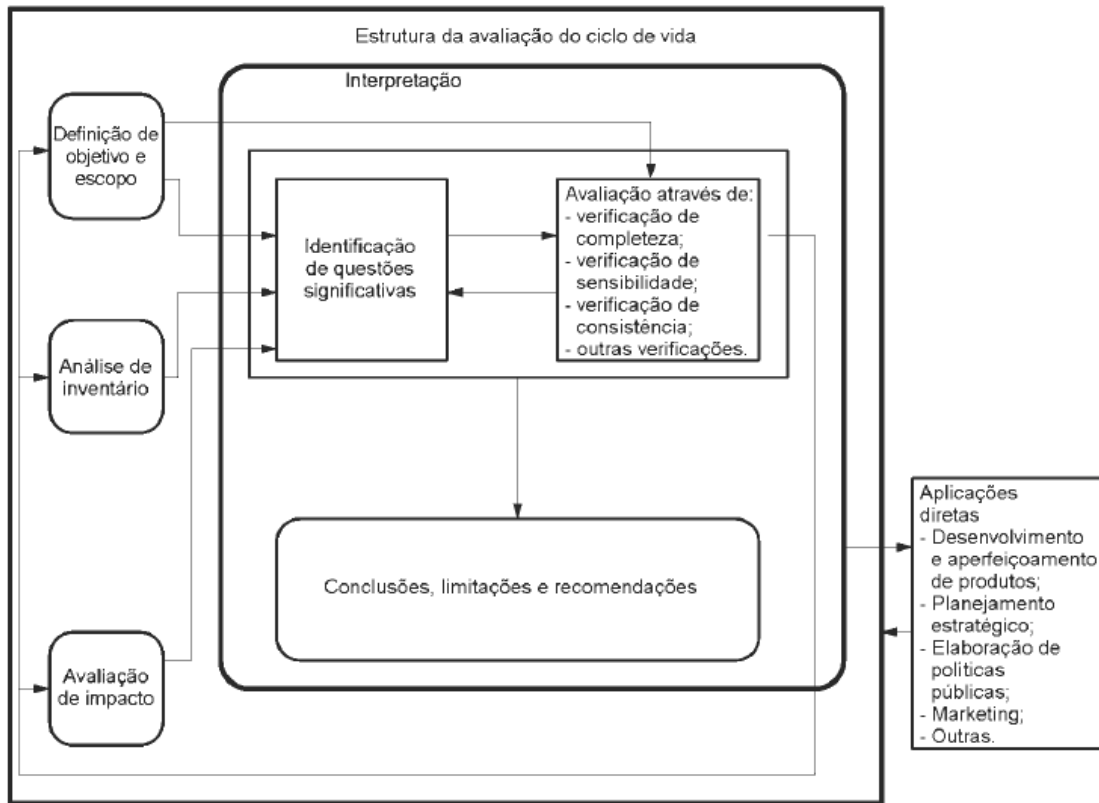 Estrutura da avaliação do ciclo de vida
Interpretação
Definição de
objetivo e
escopo
Identificação
de questões
significativas
Avaliação através de:
- verificação de
completeza;
- verificação de
sensibilidade;
- verificação de
consistência;
- outras verificações.
Análise de
inventário
Conclusões, limitações e recomendações
Avaliação
de impacto
Aplicações
diretas
- Desenvolvimento
e aperfeiçoamento
de produtos;
- Planejamento
estratégico;
- Elaboração de
políticas
públicas;
- Marketing;
- Outras.